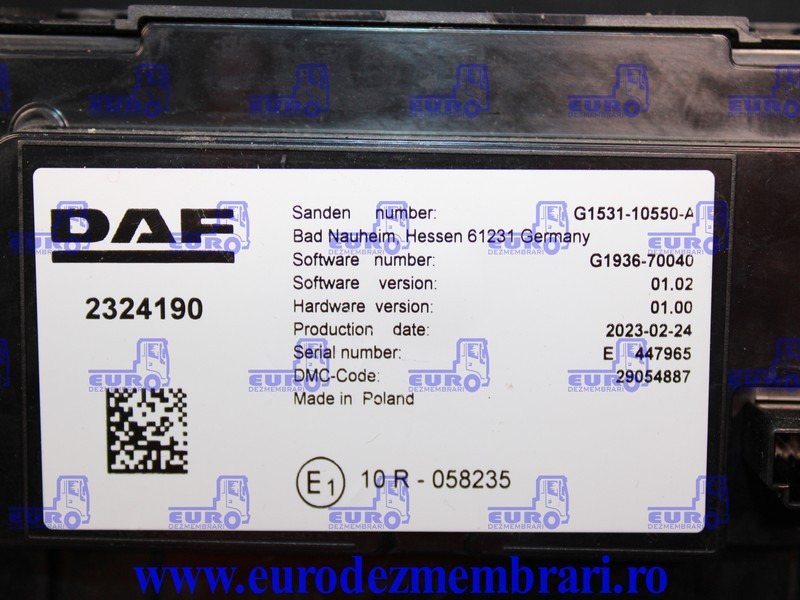 DAF
2324190
Sanden number: G1531-10550-A
Bad Nauheim, Hessen 61231 Germany
Software number: G1936-70040
Software version: 01.02
Hardware version: 01.00
Production date: 2023-02-24
Serial number: E 447965
DMC-Code: 29054887
Made in Poland
E1 10 R - 058235
EURO
DEZMEMBRARI
www.eurodezmembrari.ro